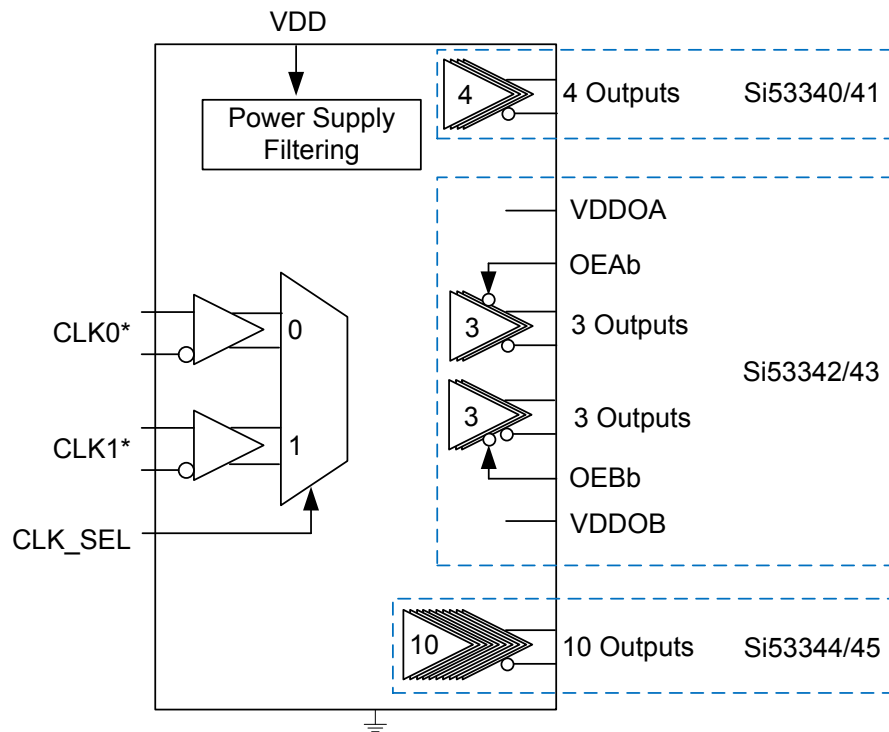 VDD
Power Supply
Filtering
4
4 Outputs
Si53340/41
VDDOA
OEAb
3
3 Outputs
Si53342/43
3
3 Outputs
OEBb
VDDOB
CLK0*
0
CLK1*
1
CLK_SEL
10
10 Outputs
Si53344/45